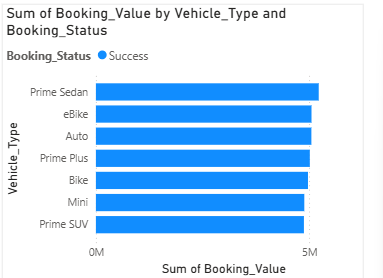 Sum of Booking_Value by Vehicle_Type and
Booking_Status
Booking_Status Success
Prime Sedan
eBike
Auto
Prime Plus
Bike
Mini
Prime SUV
Vehicle_Type
0M 5M
Sum of Booking_Value